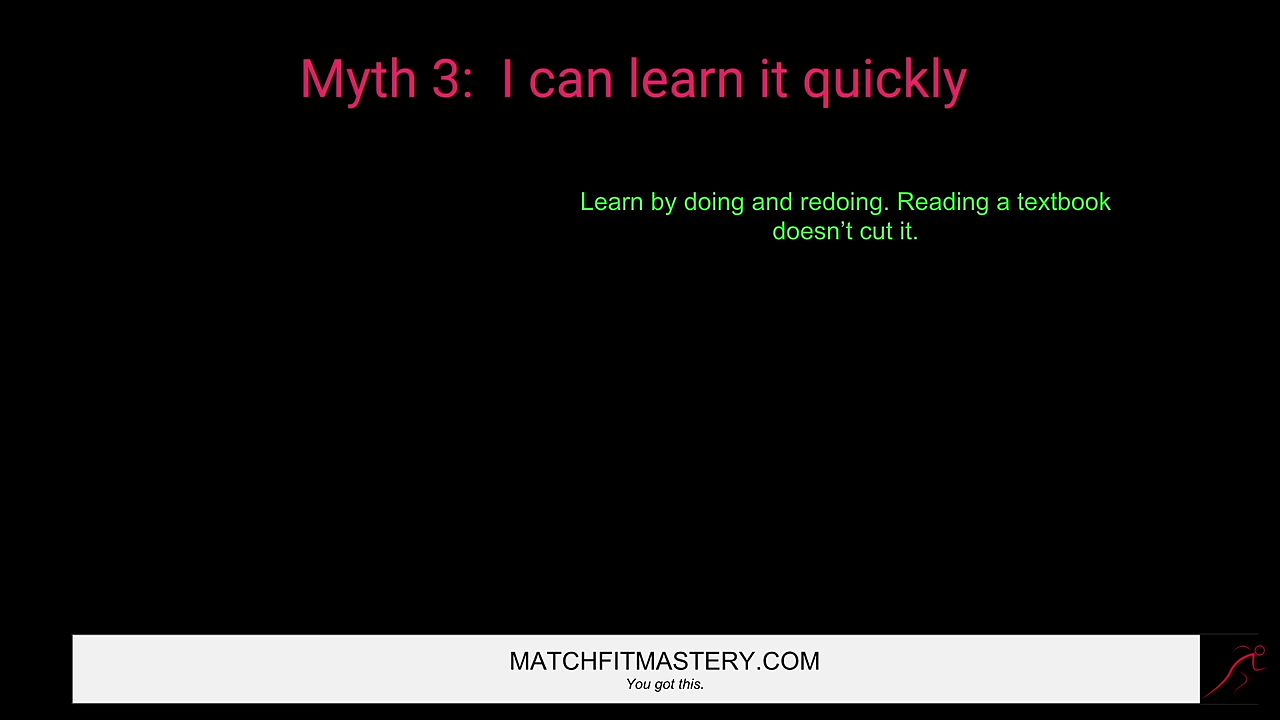 Myth 3:  I can learn it quickly
Learn by doing and redoing. Reading a textbook
doesn’t cut it.
MATCHFITMASTERY.COM
You got this.